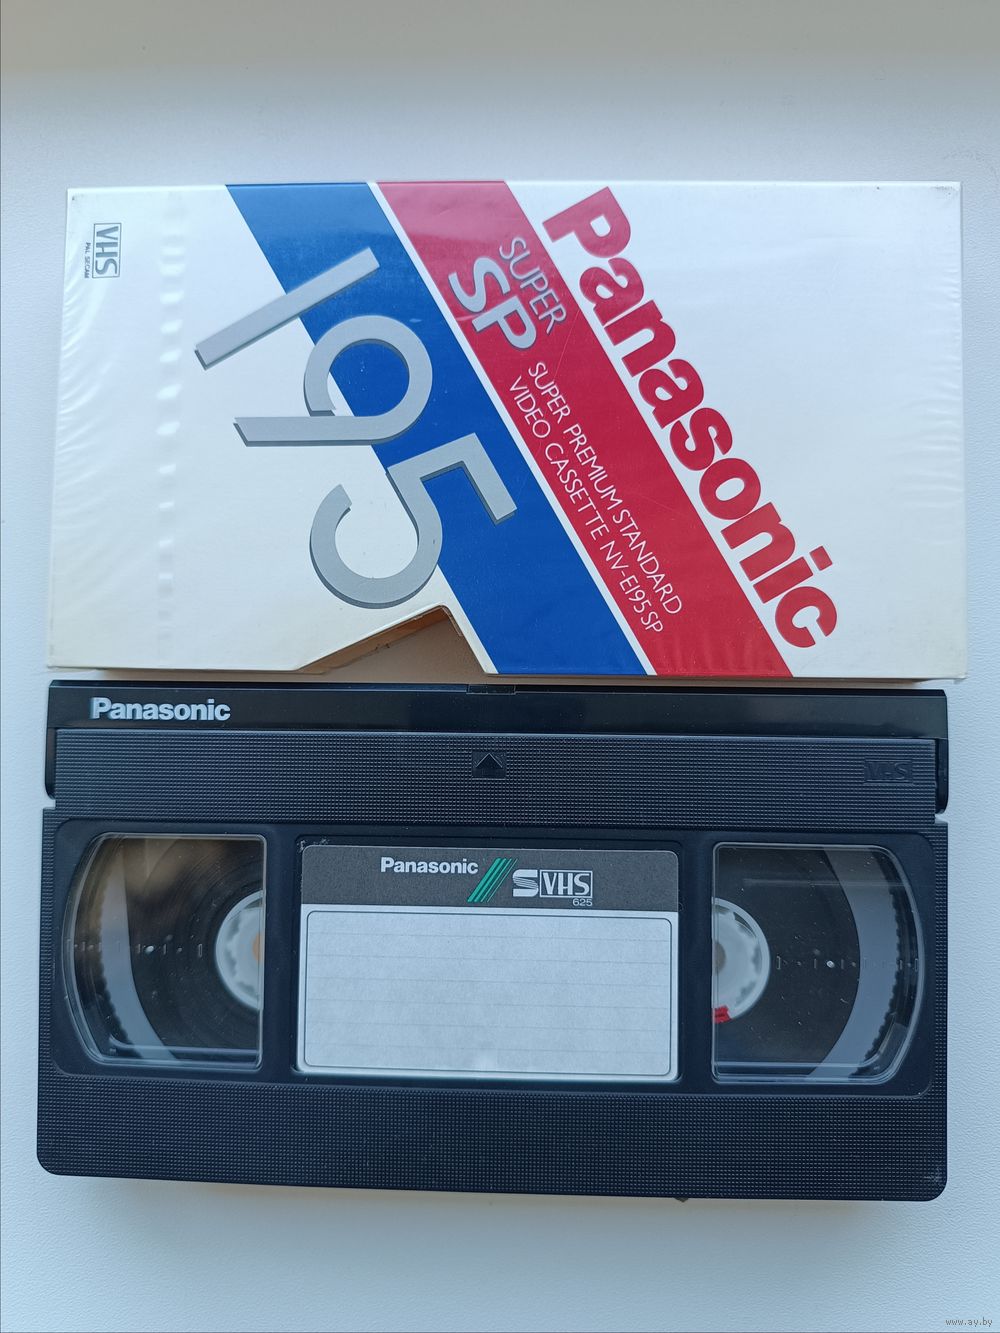 VHS
PAL SECAM
195
Panasonic
SUPER
SP
SUPER PREMIUM STANDARD
VIDEO CASSETTE NV-E195SP
Panasonic
VHS
Panasonic
S VHS
625
www.ay.by